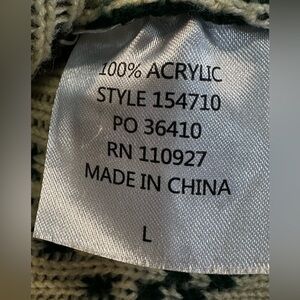 100% ACRYLIC
STYLE 154710
PO 36410
RN 110927
MADE IN CHINA
L